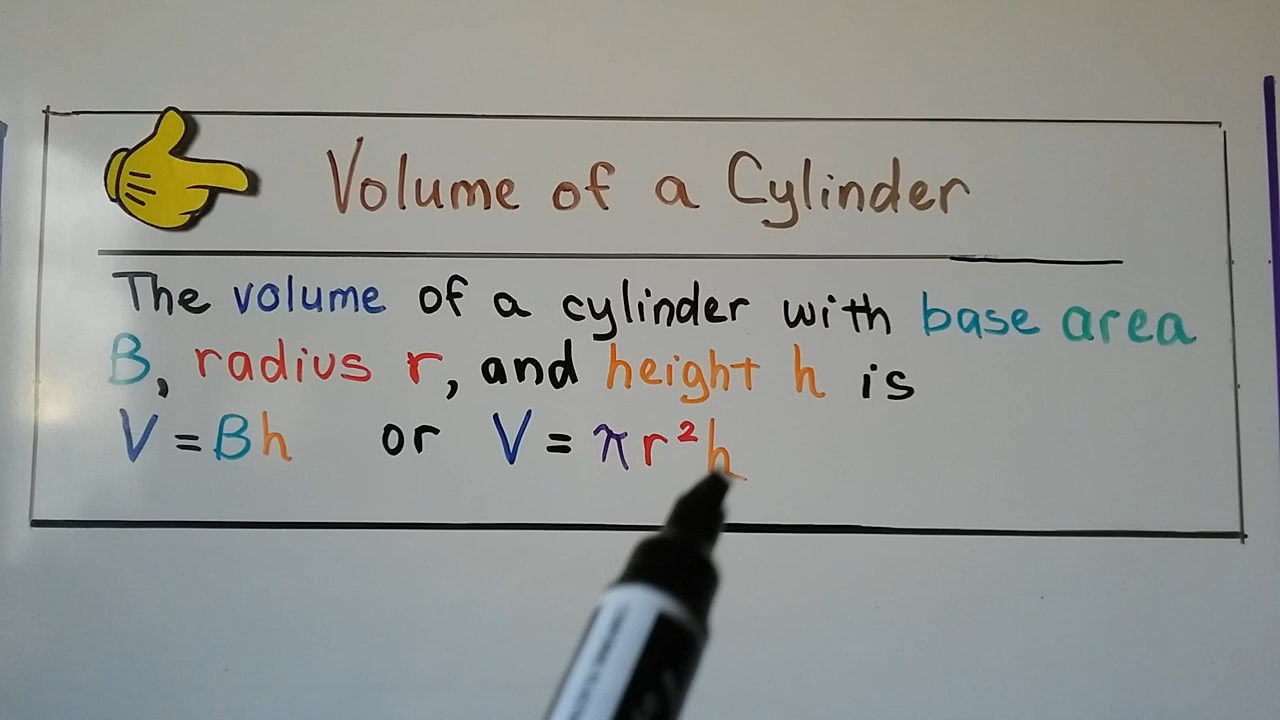 Volume of a Cylinder
The volume of a cylinder with base area
B, radius r, and height h is
V = Bh or V = πr²h